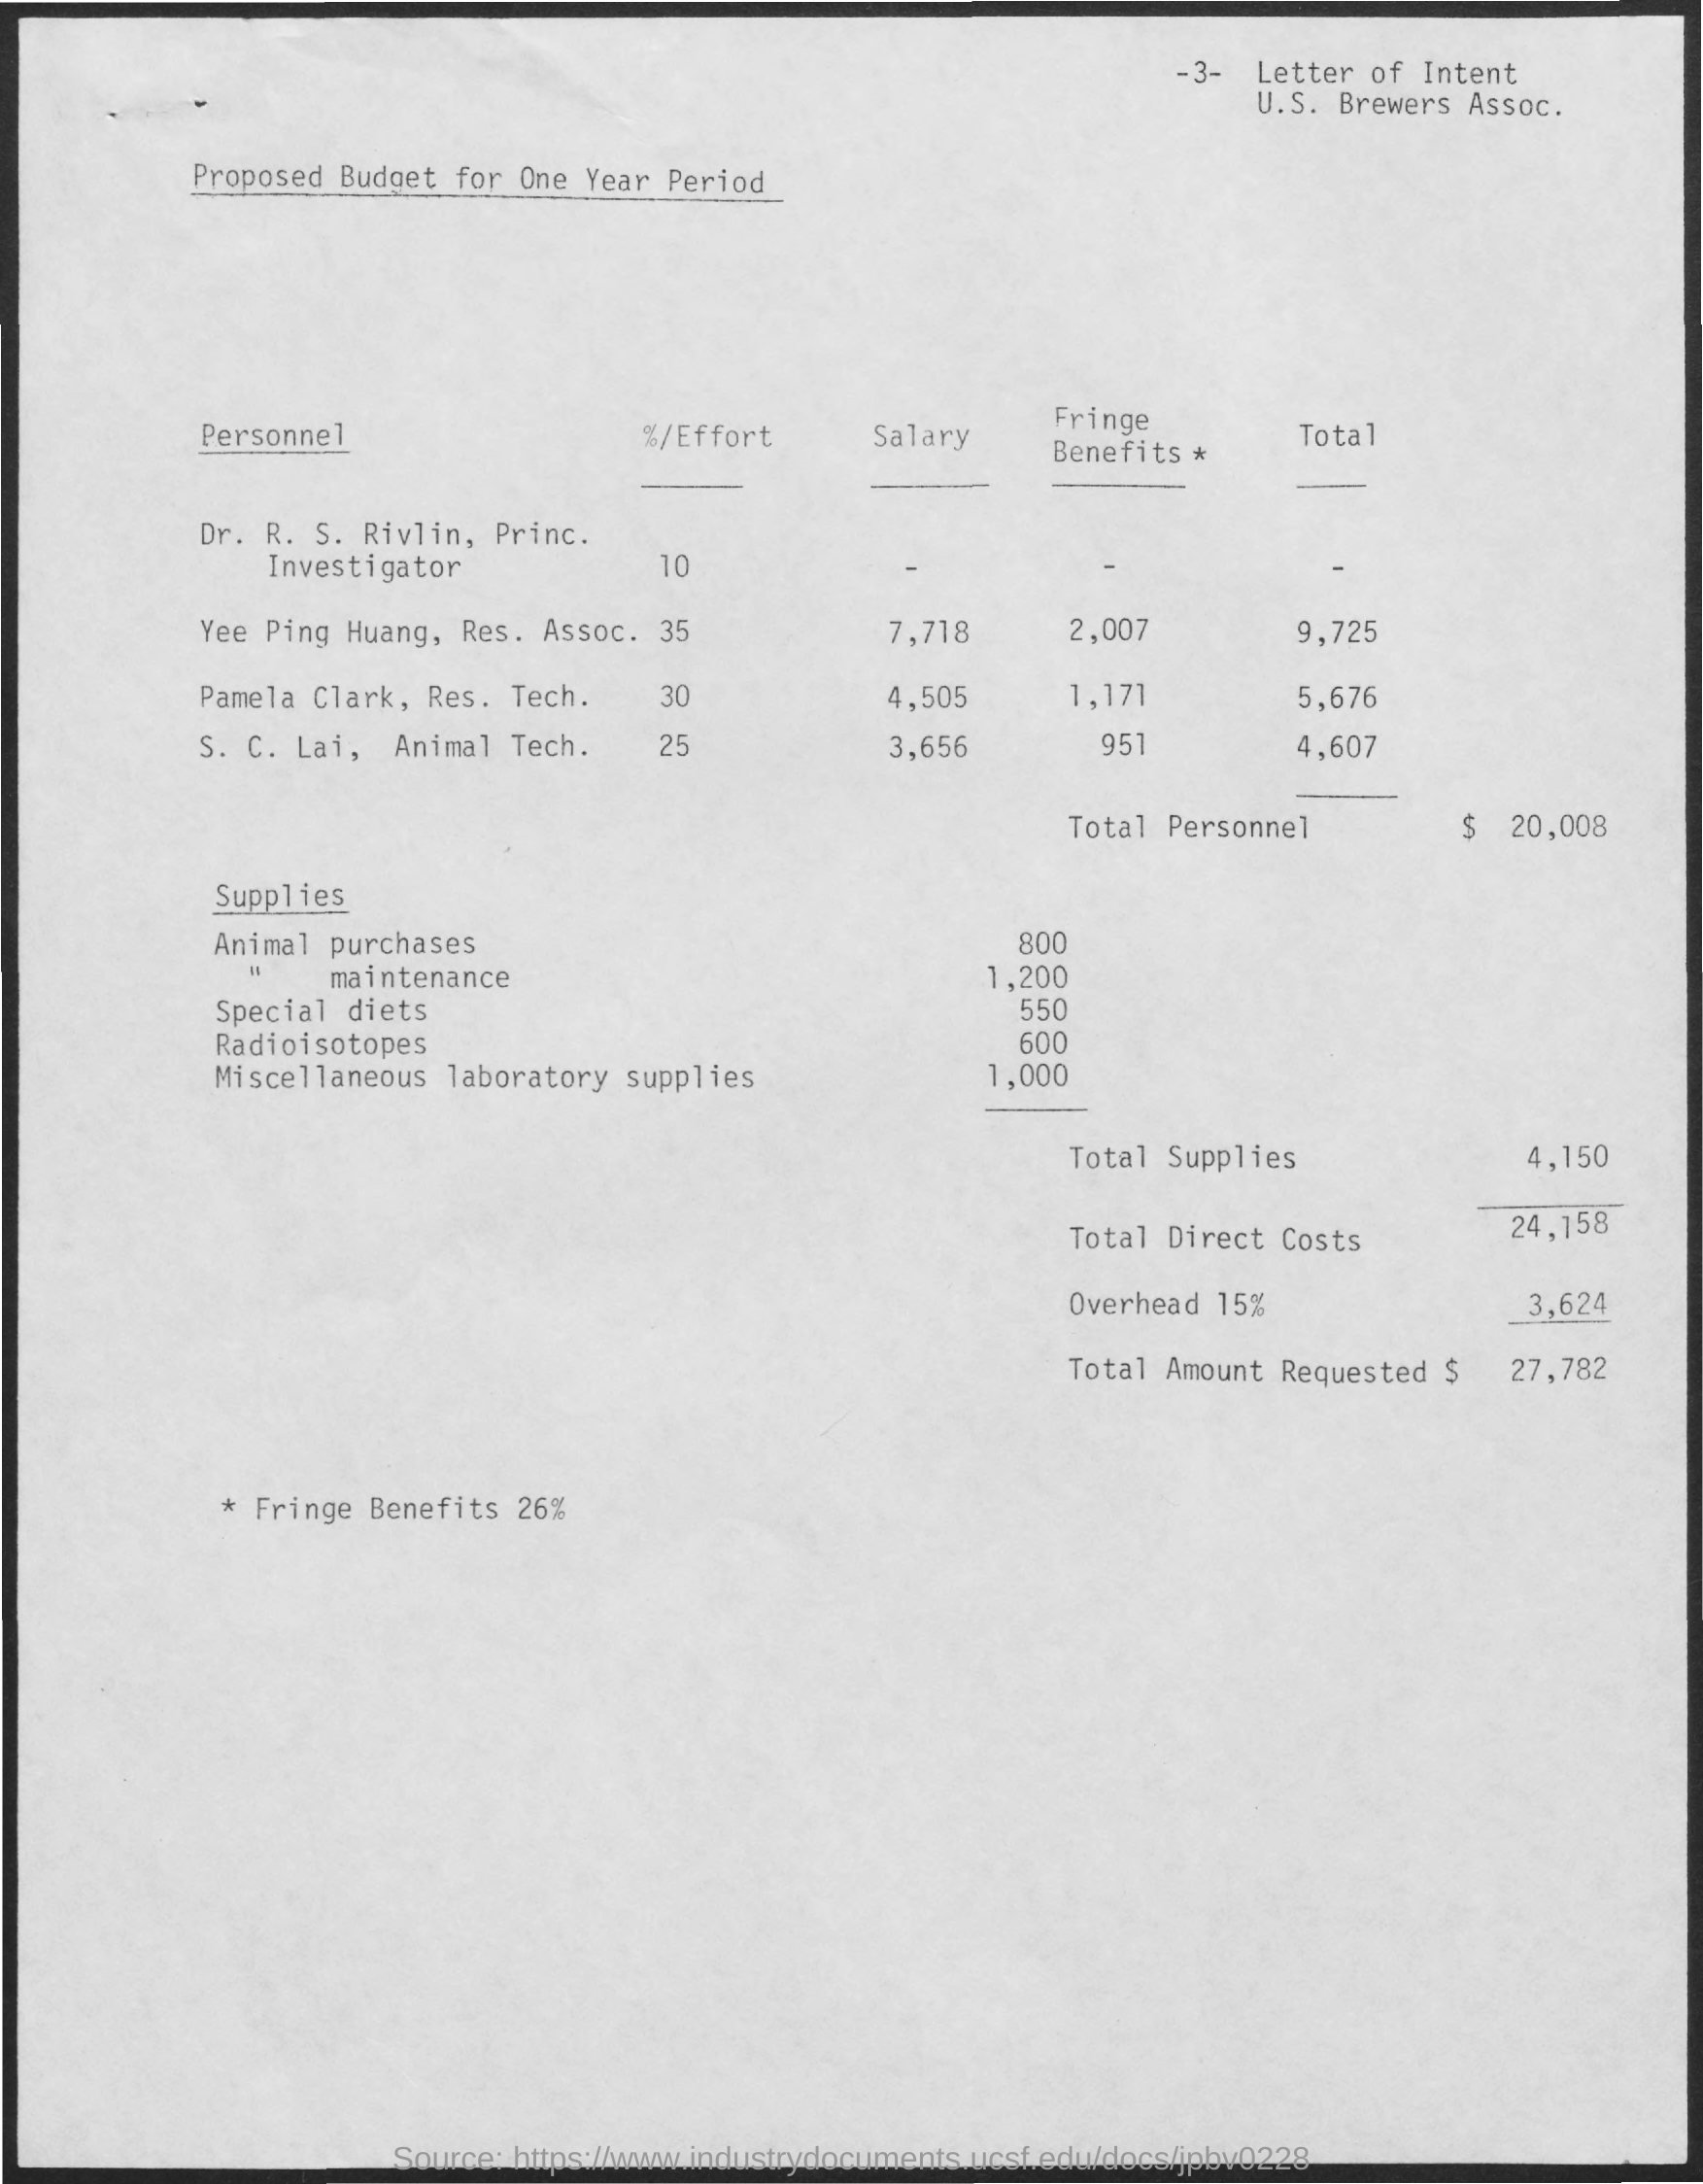 -3- Letter of Intent
U.S. Brewers Assoc.
Proposed Budget for One Year Period
Personnel %/Effort Salary Fringe Benefits * Total
Dr. R. S. Rivlin, Princ.
Investigator 10 - - -
Yee Ping Huang, Res. Assoc. 35 7,718 2,007 9,725
Pamela Clark, Res. Tech. 30 4,505 1,171 5,676
S. C. Lai, Animal Tech. 25 3,656 951 4,607
Total Personnel $ 20,008
Supplies
Animal purchases 800
" maintenance 1,200
Special diets 550
Radioisotopes 600
Miscellaneous laboratory supplies 1,000
Total Supplies 4,150
Total Direct Costs 24,158
Overhead 15% 3,624
Total Amount Requested $ 27,782
* Fringe Benefits 26%
Source: https://www.industrydocuments.ucsf.edu/docs/jpbv0228